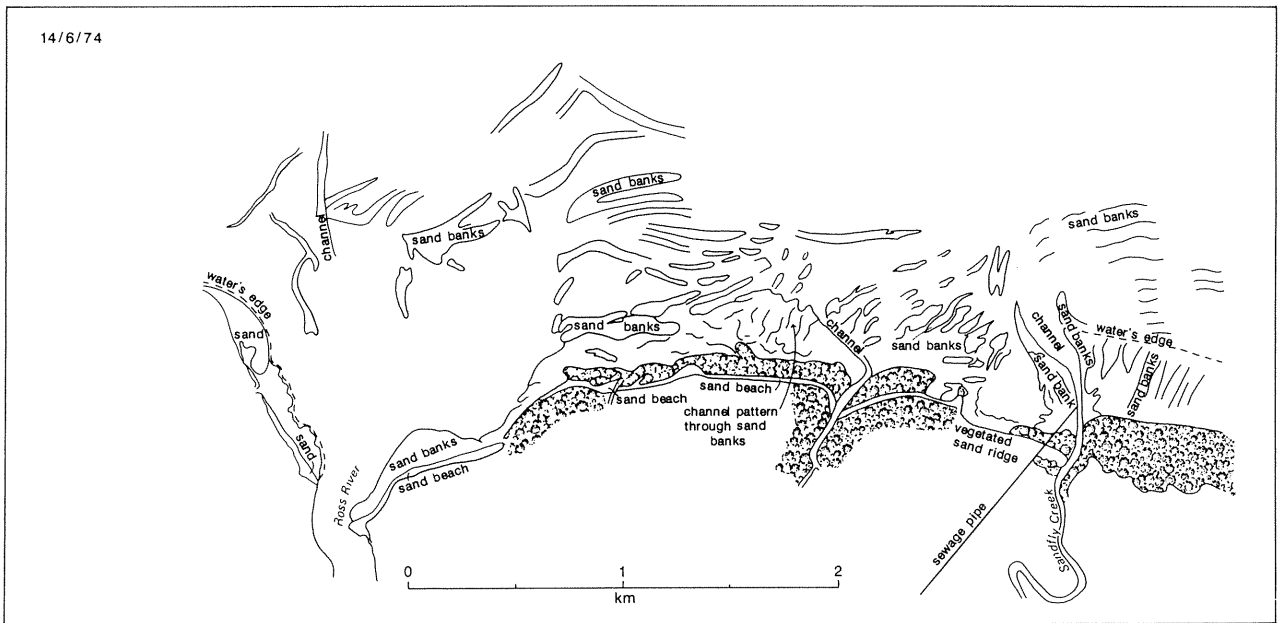 14/6/74
sand banks
sand banks
channel
sand banks
water's edge
sand
sand banks
channel
sand banks
channel
sand banks
water's edge
sand bank
sand banks
sand beach
sand beach
channel pattern
through sand
banks
vegetated
sand ridge
sand
sand banks
sand beach
Ross River
sewage pipe
Sandfly Creek
0 1 2
km